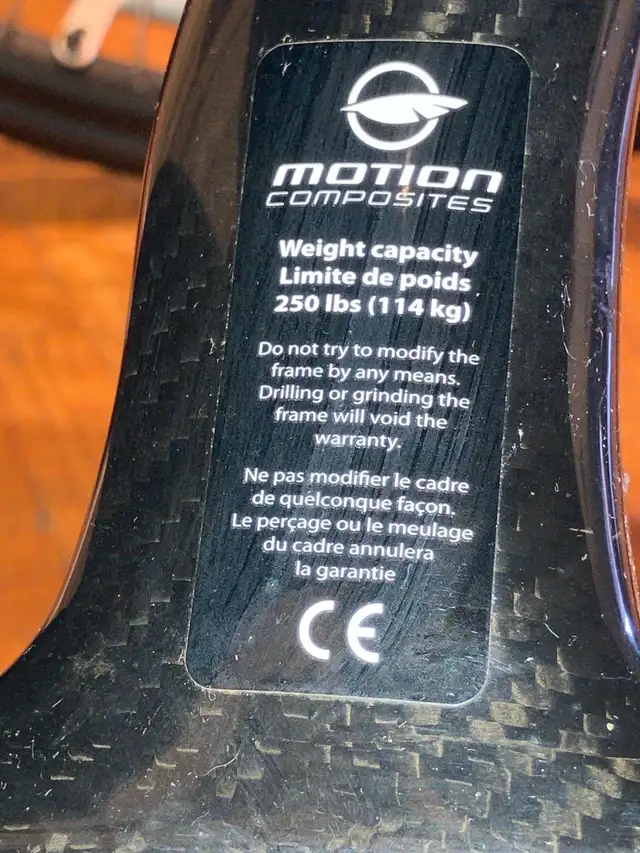 MOTION
COMPOSITES
Weight capacity
Limite de poids
250 lbs (114 kg)
Do not try to modify the
frame by any means.
Drilling or grinding the
frame will void the
warranty.
Ne pas modifier le cadre
de quelconque façon.
Le perçage ou le meulage
du cadre annulera
la garantie
CE